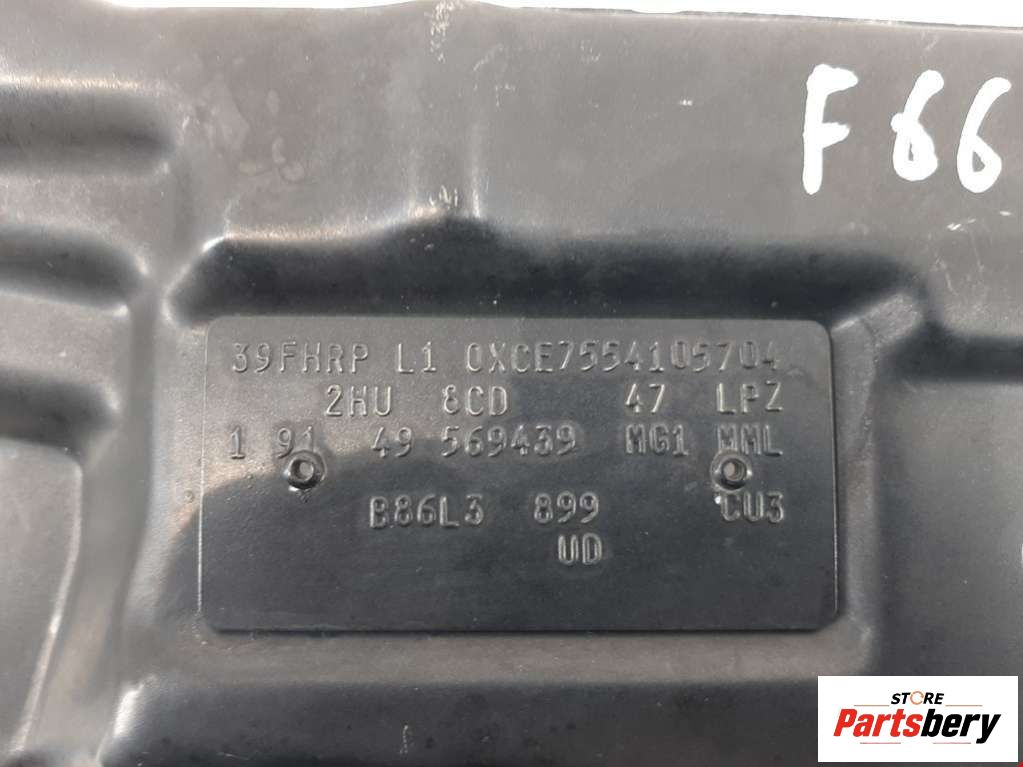 F 66
39FHRP L1 0XCE7554105704
2HU 8CD 47 LPZ
1 91 49 569439 MG1 MML
B86L3 899 CU3
UD
STORE
Partsbery